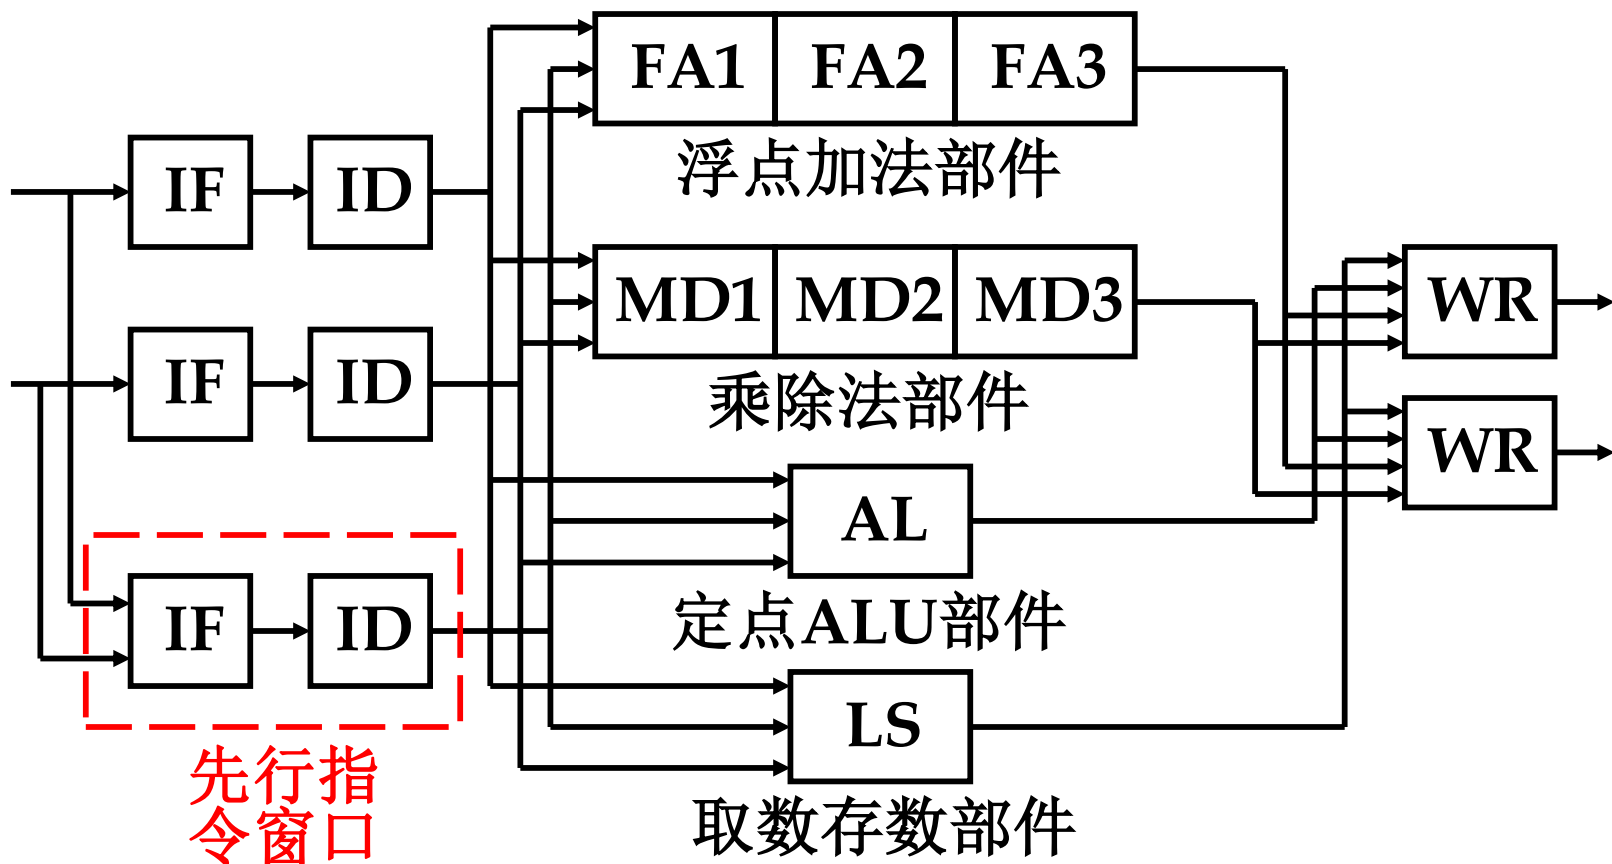 FA1 FA2 FA3
浮点加法部件
IF ID
MD1 MD2 MD3
WR
乘除法部件
IF ID
WR
AL
定点ALU部件
IF ID
LS
取数存数部件
先行指
令窗口